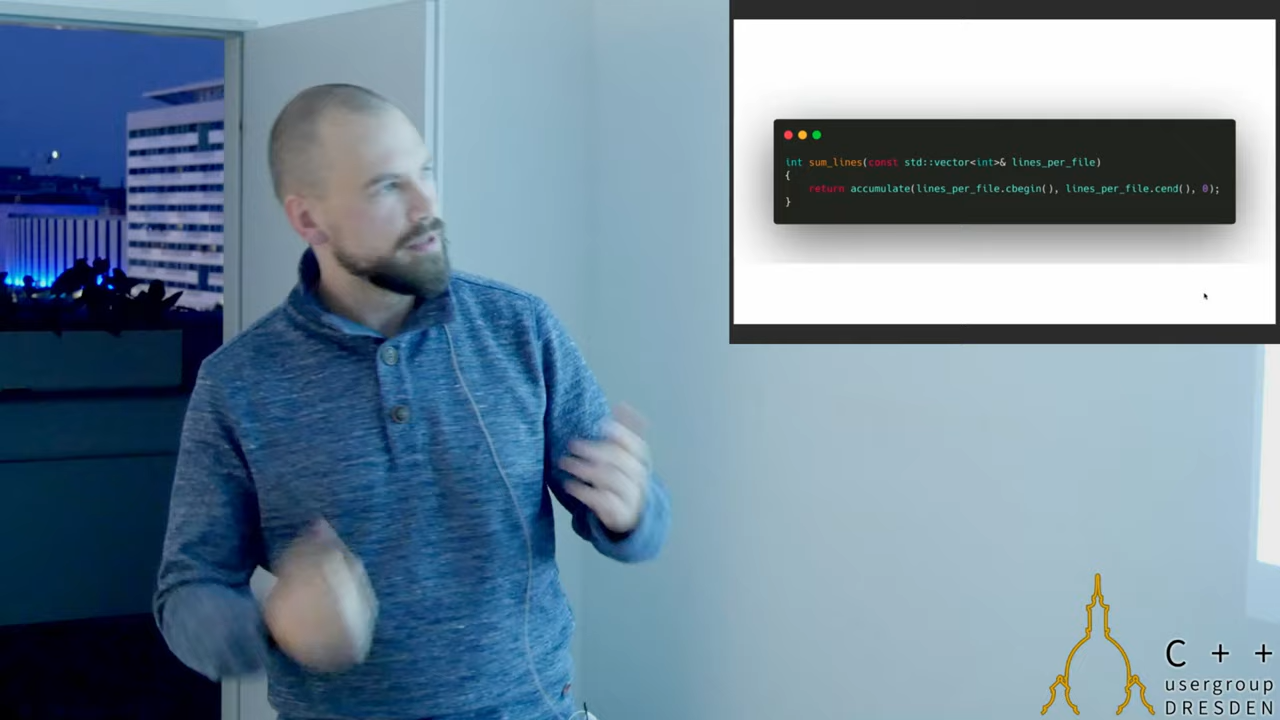 int sum_lines(const std::vector<int>& lines_per_file)
{
    return accumulate(lines_per_file.cbegin(), lines_per_file.cend(), 0);
}
C + +
usergroup
DRESDEN